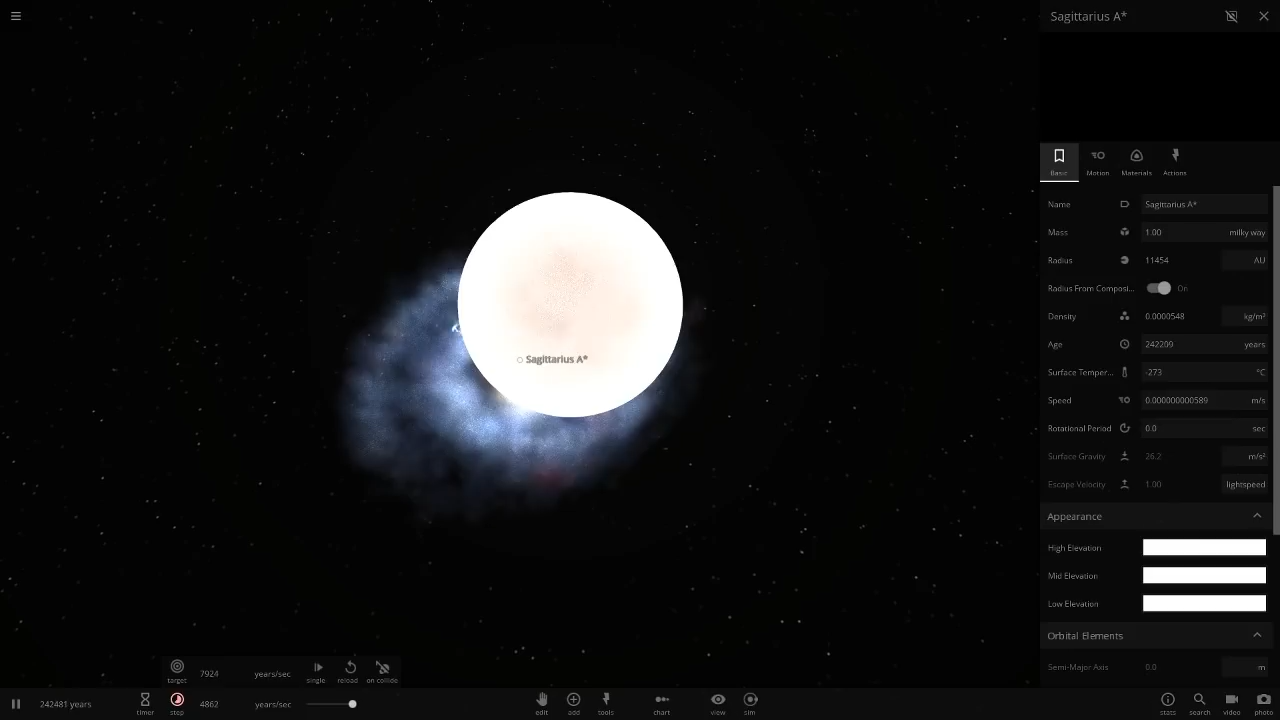 Sagittarius A*
Basic
Motion
Materials
Actions
Name Sagittarius A*
Mass 1.00 milky way
Radius 11454 AU
Radius From Composi... On
Density 0.0000548 kg/m³
Age 242209 years
Surface Temper... -273 °C
Speed 0.000000000589 m/s
Rotational Period 0.0 sec
Surface Gravity 26.2 m/s²
Escape Velocity 1.00 lightspeed
Appearance
High Elevation
Mid Elevation
Low Elevation
Orbital Elements
Semi-Major Axis 0.0 m
Sagittarius A*
target 7924 years/sec single reload on collide
242481 years timer step 4862 years/sec edit add tools chart view sim stats search video photo